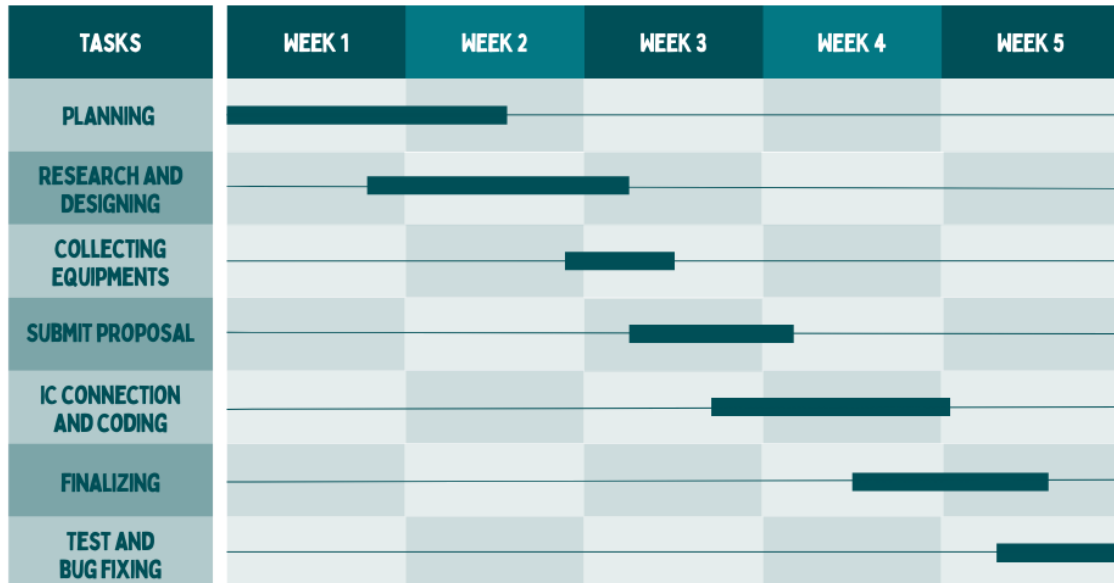 TASKS
WEEK 1
WEEK 2
WEEK 3
WEEK 4
WEEK 5
PLANNING
RESEARCH AND
DESIGNING
COLLECTING
EQUIPMENTS
SUBMIT PROPOSAL
IC CONNECTION
AND CODING
FINALIZING
TEST AND
BUG FIXING